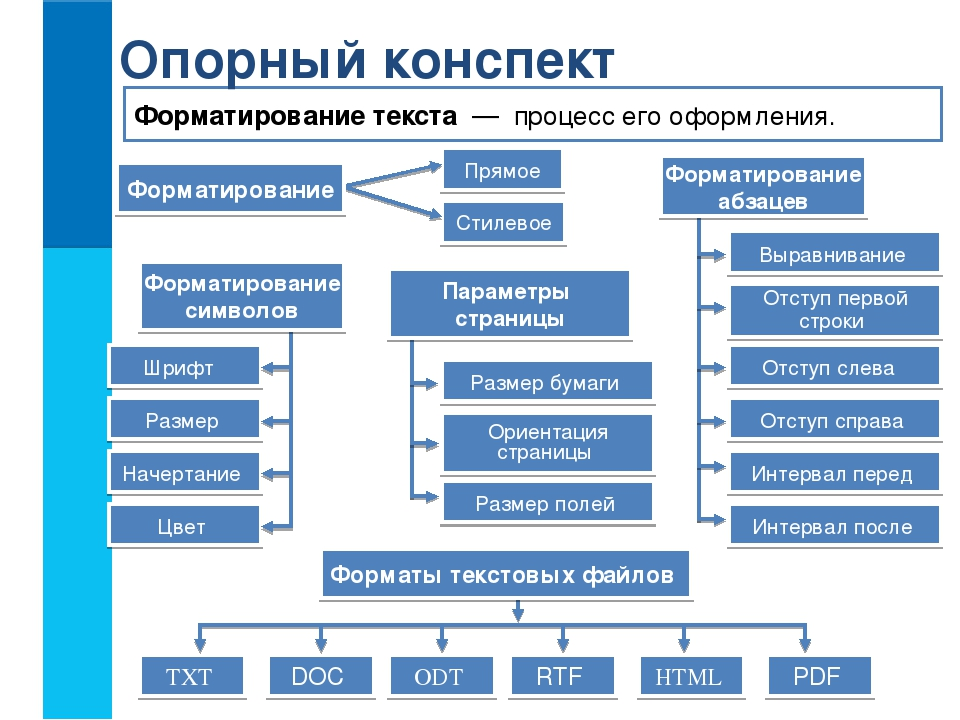 Опорный конспект
Форматирование текста — процесс его оформления.
Форматирование
Прямое
Стилевое
Форматирование
символов
Шрифт
Размер
Начертание
Цвет
Параметры
страницы
Размер бумаги
Ориентация
страницы
Размер полей
Форматирование
абзацев
Выравнивание
Отступ первой
строки
Отступ слева
Отступ справа
Интервал перед
Интервал после
Форматы текстовых файлов
TXT
DOC
ODT
RTF
HTML
PDF